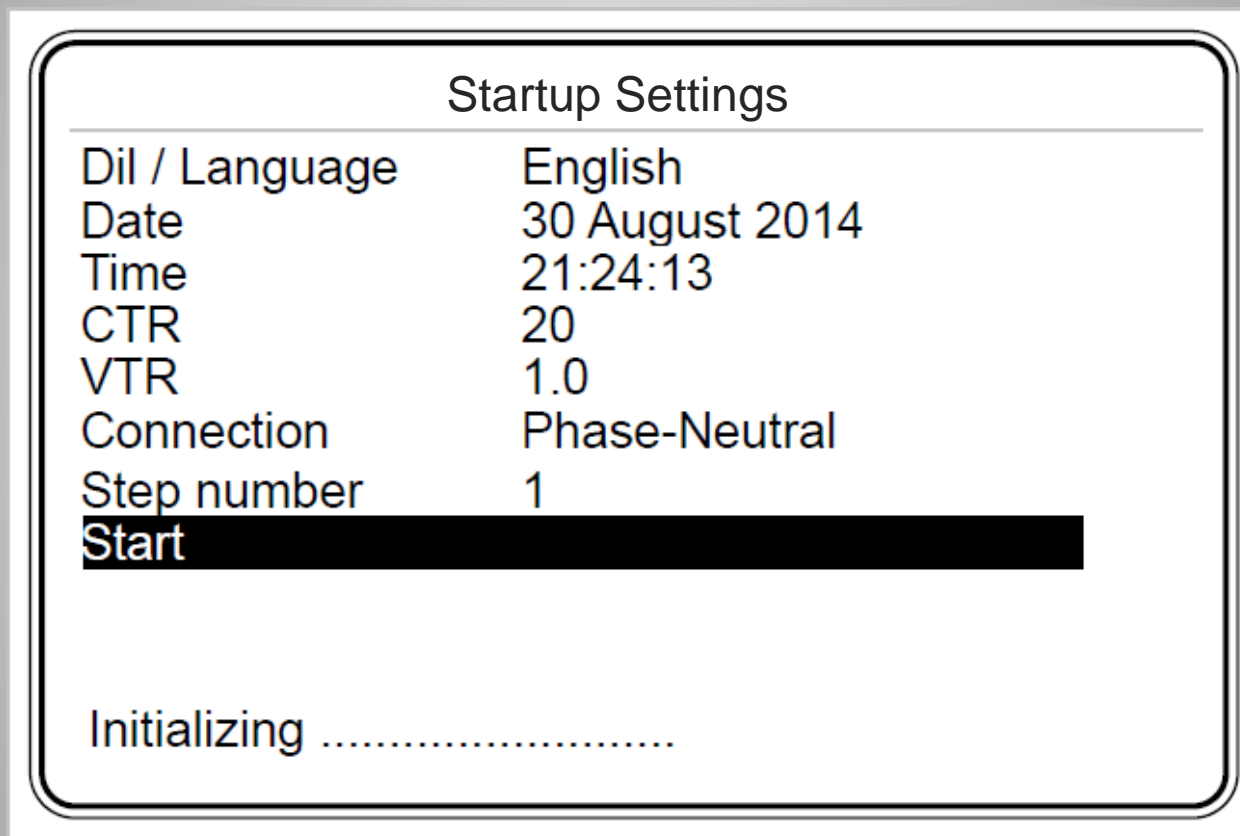 Startup Settings
Dil / Language English
Date 30 August 2014
Time 21:24:13
CTR 20
VTR 1.0
Connection Phase-Neutral
Step number 1
Start
Initializing ..........................